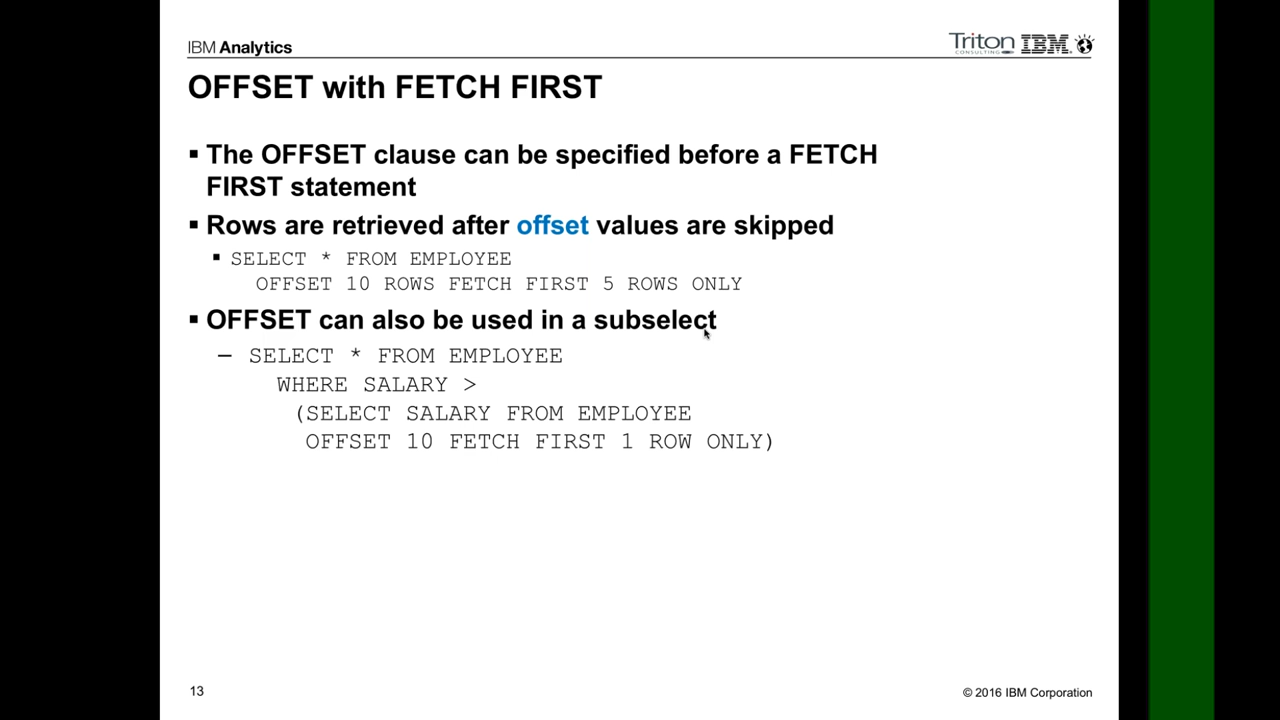 IBM Analytics
Triton IBM
CONSULTING
OFFSET with FETCH FIRST
▪ The OFFSET clause can be specified before a FETCH
FIRST statement
▪ Rows are retrieved after offset values are skipped
▪ SELECT * FROM EMPLOYEE
OFFSET 10 ROWS FETCH FIRST 5 ROWS ONLY
▪ OFFSET can also be used in a subselect
– SELECT * FROM EMPLOYEE
WHERE SALARY >
(SELECT SALARY FROM EMPLOYEE
OFFSET 10 FETCH FIRST 1 ROW ONLY)
13
© 2016 IBM Corporation